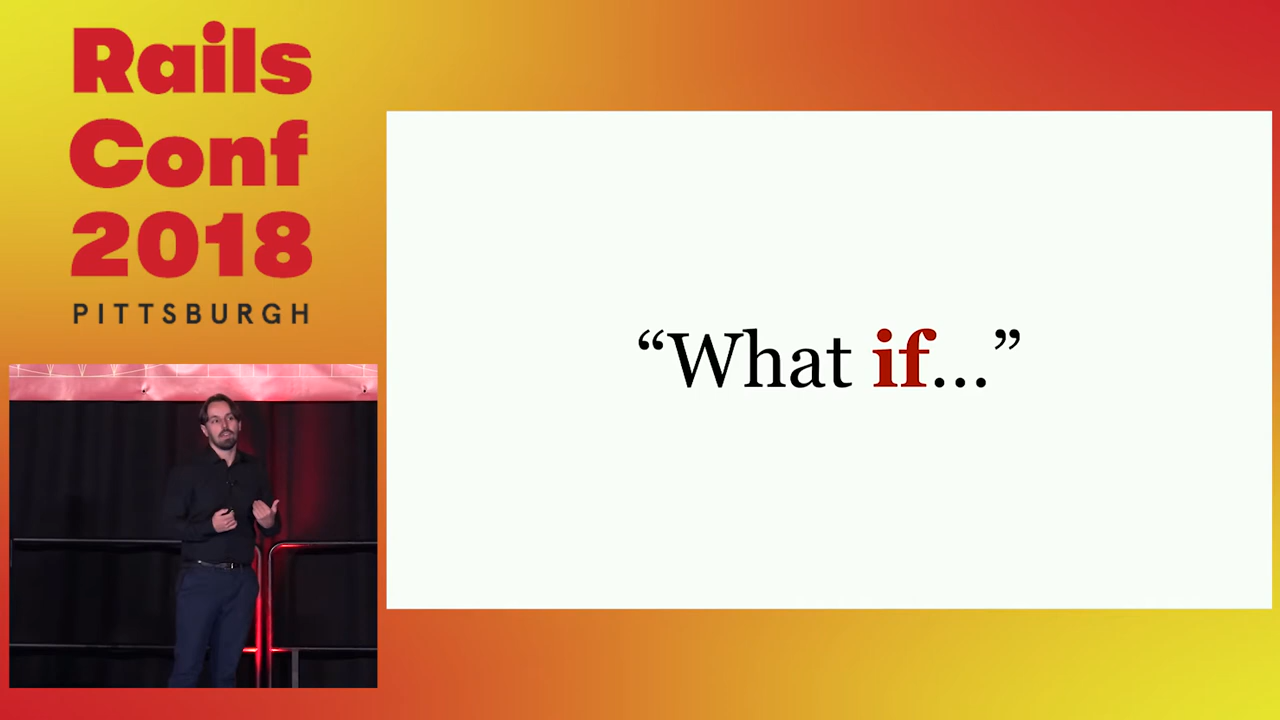 Rails
Conf
2018
PITTSBURGH
“What if...”